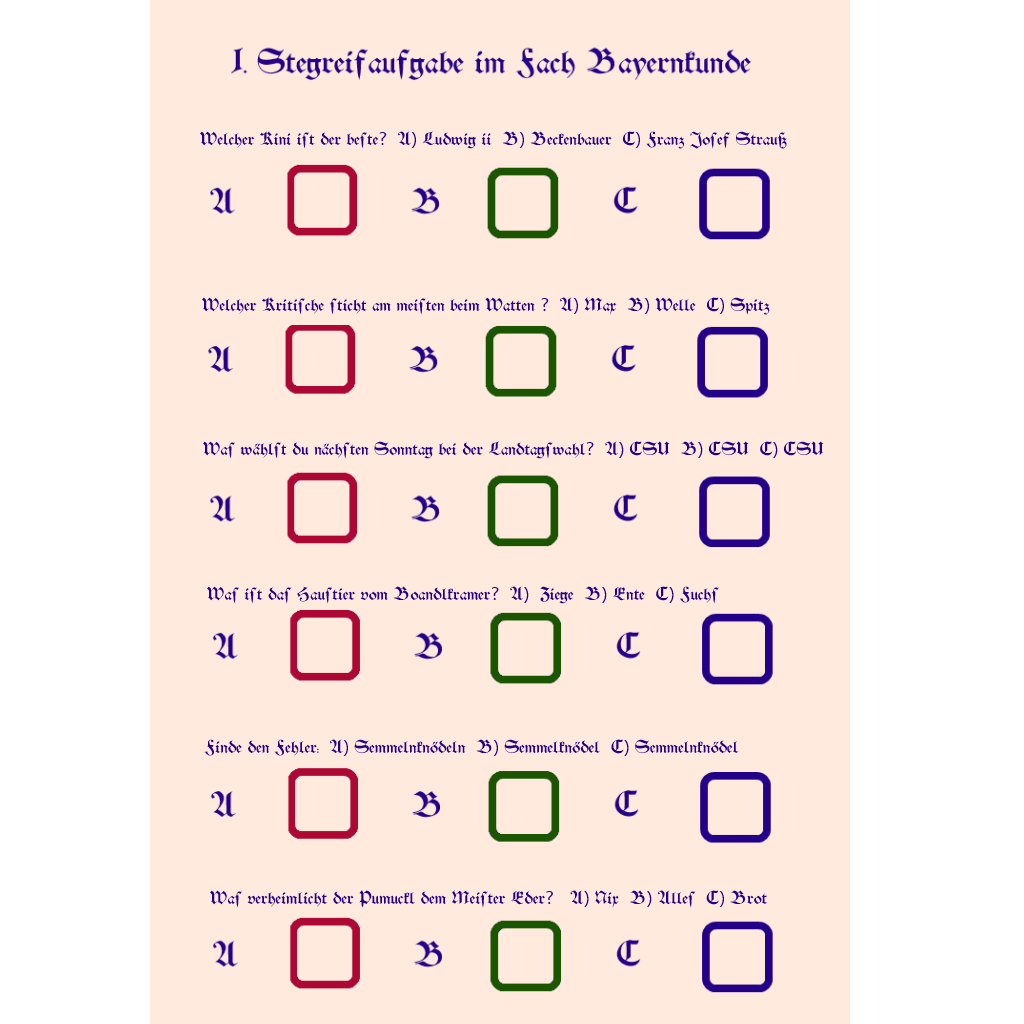 I. Stegreifaufgabe im Fach Bayernkunde
Welcher Kini iſt der beſte? A) Ludwig ii B) Beckenbauer C) Franz Joſef Strauß
A B C
Welcher Kritiſche ſticht am meiſten beim Watten ? A) Max B) Welle C) Spitz
A B C
Waſ wählſt du nächſten Sonntag bei der Landtagſwahl? A) CSU B) CSU C) CSU
A B C
Waſ iſt daſ Hauſtier vom Boandlkramer? A) Ziege B) Ente C) Fuchſ
A B C
Finde den Fehler: A) Semmelnknödeln B) Semmelknödel C) Semmelnknödel
A B C
Waſ verheimlicht der Pumuckl dem Meiſter Eder? A) Nix B) Alleſ C) Brot
A B C